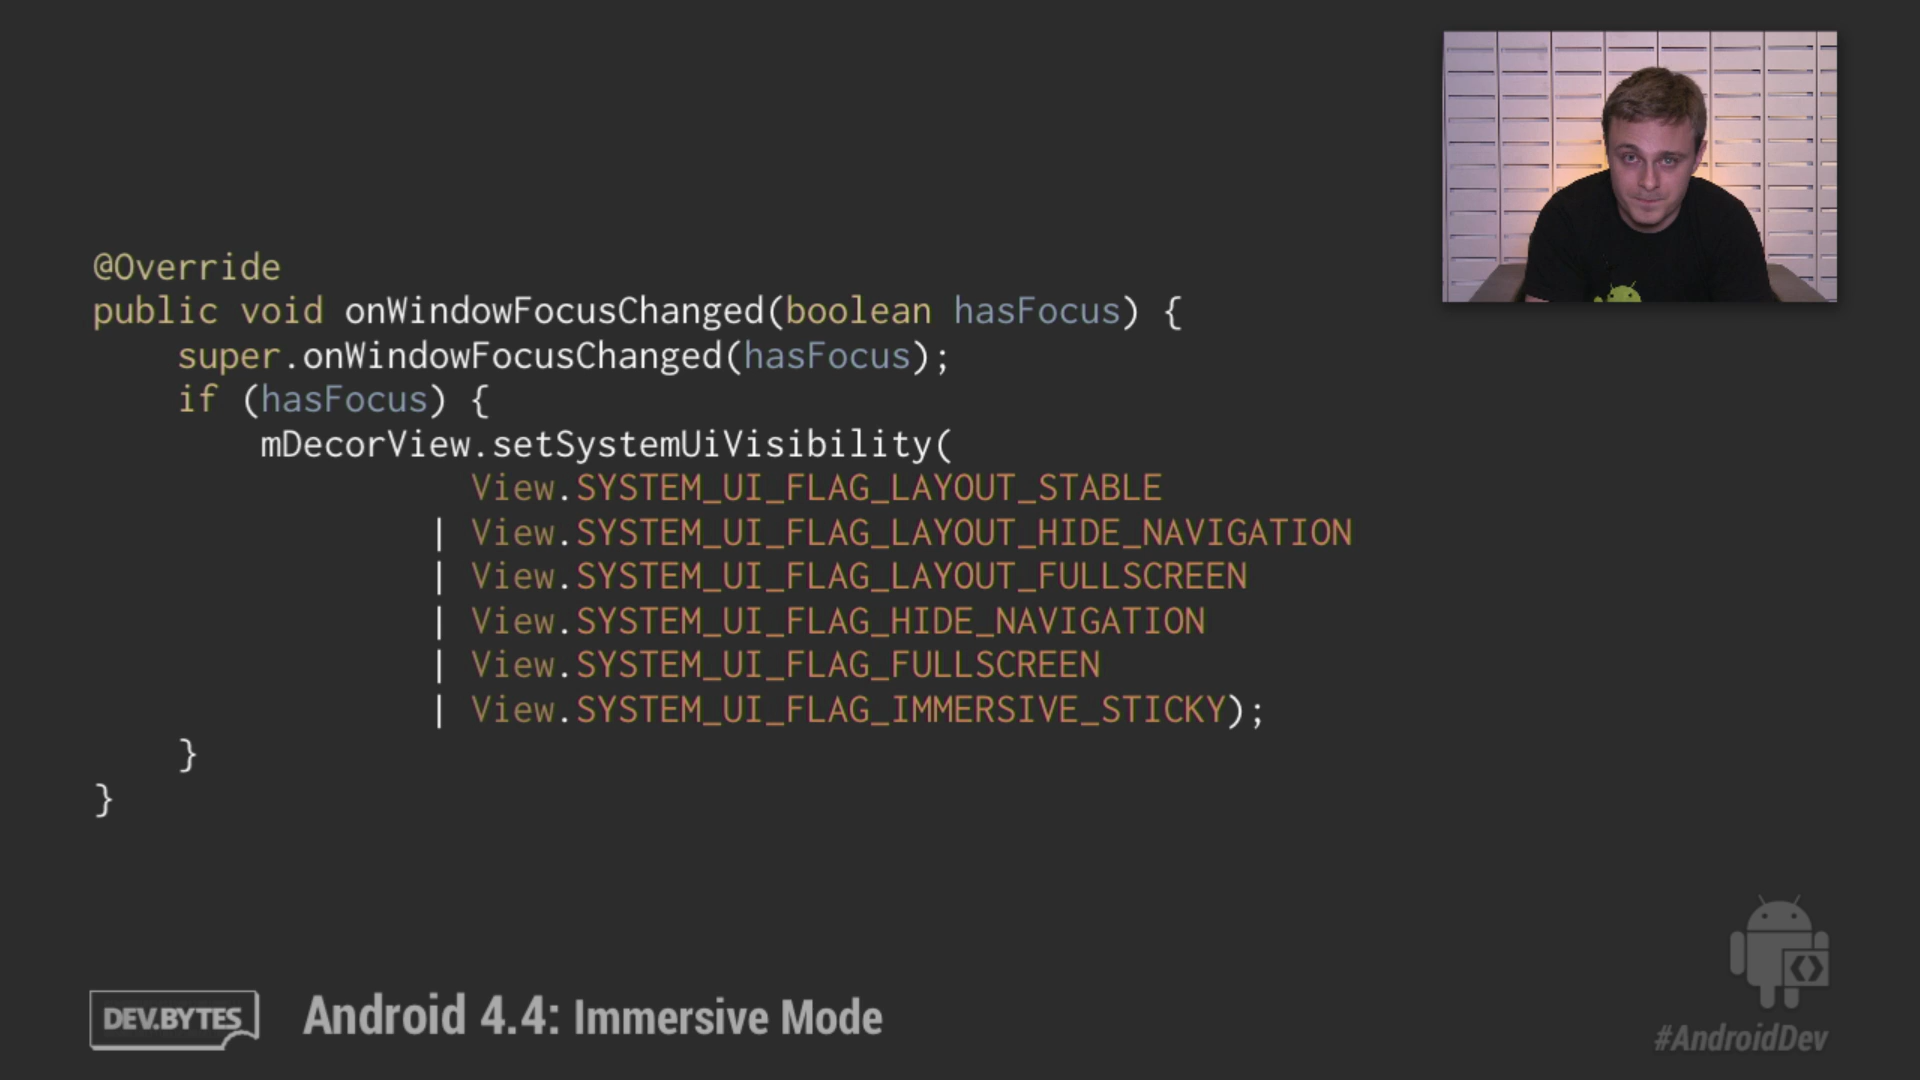 @Override
public void onWindowFocusChanged(boolean hasFocus) {
super.onWindowFocusChanged(hasFocus);
if (hasFocus) {
mDecorView.setSystemUiVisibility(
View.SYSTEM_UI_FLAG_LAYOUT_STABLE
| View.SYSTEM_UI_FLAG_LAYOUT_HIDE_NAVIGATION
| View.SYSTEM_UI_FLAG_LAYOUT_FULLSCREEN
| View.SYSTEM_UI_FLAG_HIDE_NAVIGATION
| View.SYSTEM_UI_FLAG_FULLSCREEN
| View.SYSTEM_UI_FLAG_IMMERSIVE_STICKY);
}
}
DEV.BYTES
Android 4.4: Immersive Mode
#AndroidDev